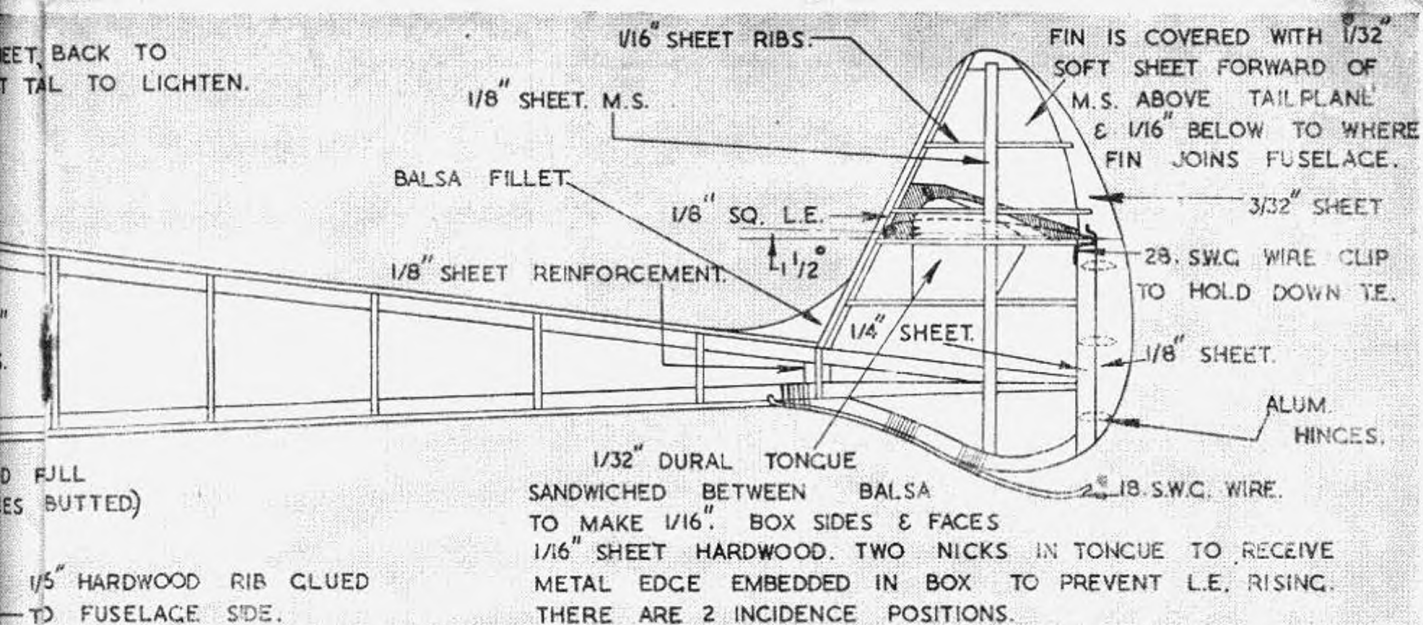 EET, BACK TO
T TAL TO LIGHTEN.
1/16" SHEET RIBS.
1/8" SHEET. M.S.
FIN IS COVERED WITH 1/32"
SOFT SHEET FORWARD OF
M.S. ABOVE TAILPLANE
& 1/16" BELOW TO WHERE
FIN JOINS FUSELAGE.
BALSA FILLET
1/8" SQ. L.E.
1 1/2°
3/32" SHEET
1/8" SHEET REINFORCEMENT.
28. S.W.G WIRE CLIP
TO HOLD DOWN T.E.
1/4" SHEET.
1/8" SHEET.
ALUM.
HINGES.
S.
D FULL
ES BUTTED)
1/32" DURAL TONGUE
SANDWICHED BETWEEN BALSA
TO MAKE 1/16". BOX SIDES & FACES
1/16" SHEET HARDWOOD. TWO NICKS IN TONGUE TO RECEIVE
METAL EDGE EMBEDDED IN BOX TO PREVENT L.E. RISING.
THERE ARE 2 INCIDENCE POSITIONS.
18. S.W.G. WIRE.
HARDWOOD RIB GLUED
TO FUSELAGE SIDE.